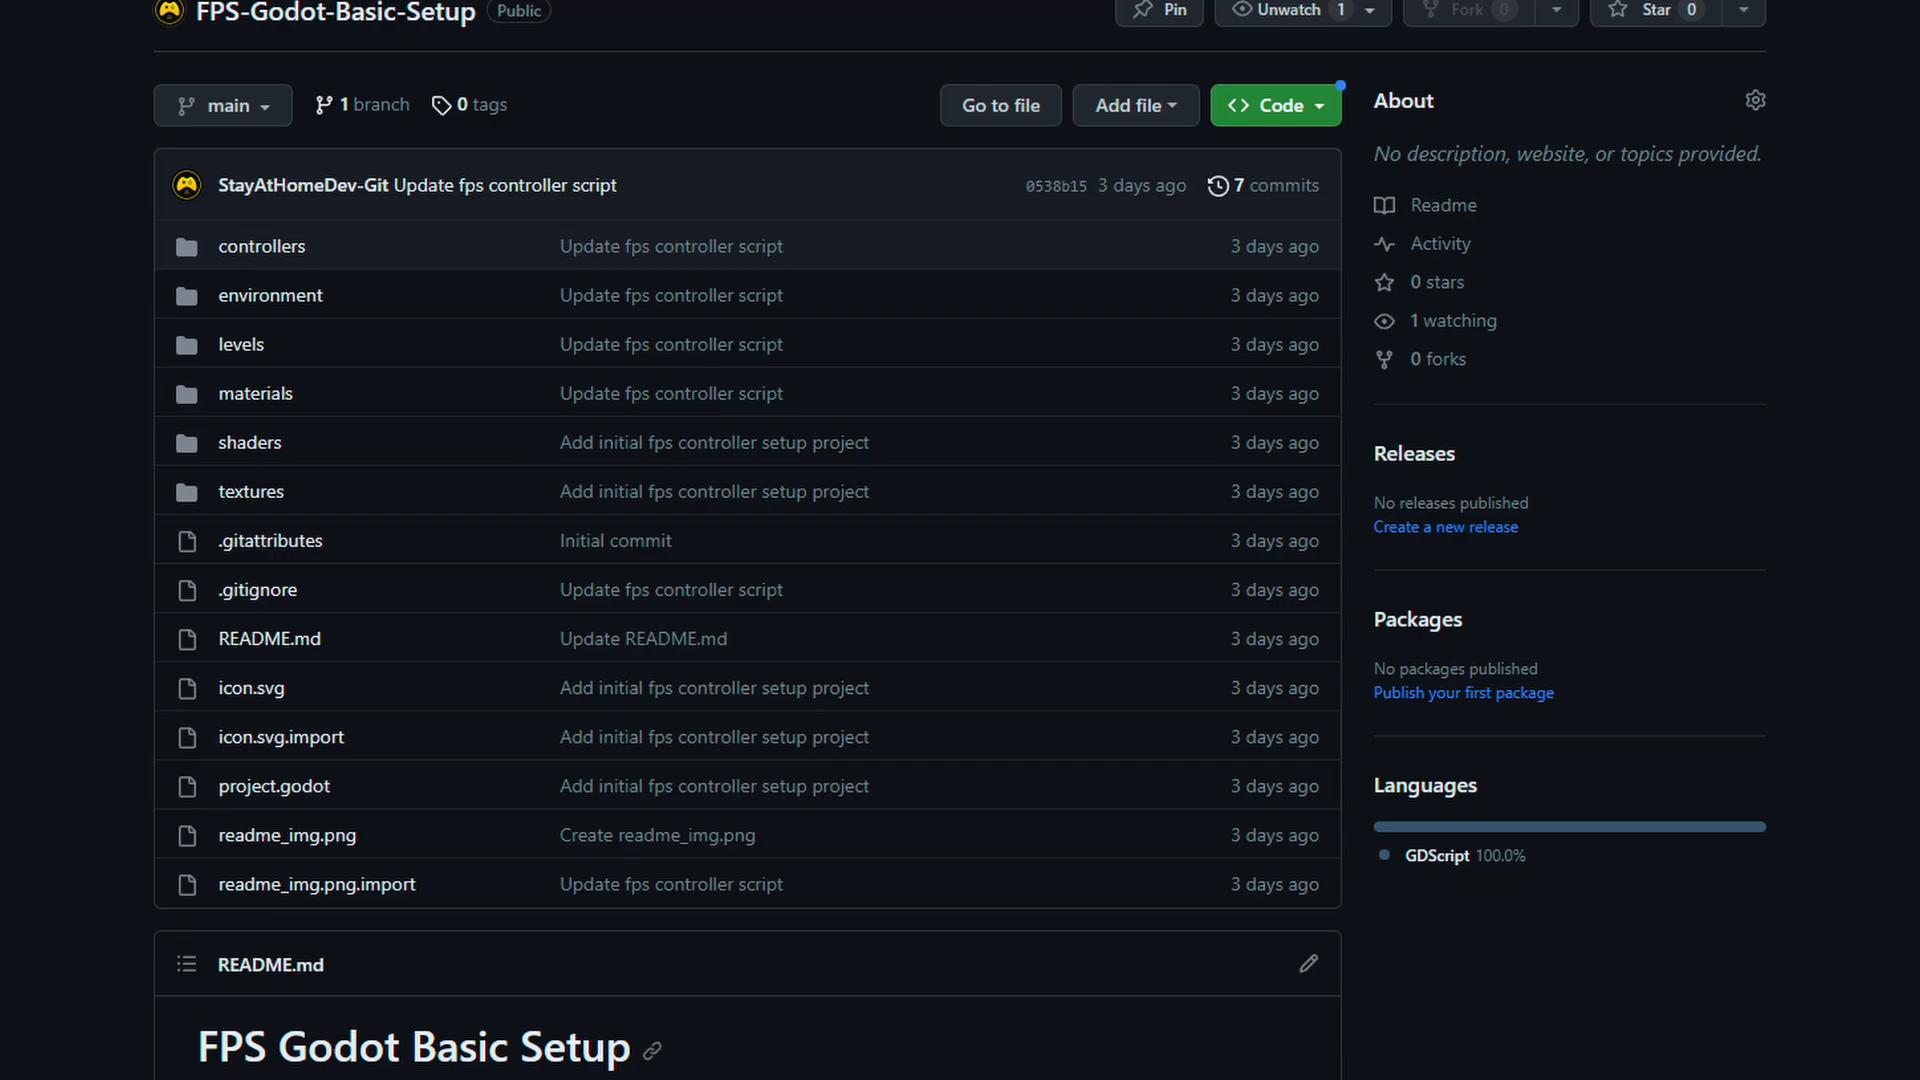 FPS-Godot-Basic-Setup Public Pin Unwatch 1 Fork 0 Star 0
main 1 branch 0 tags Go to file Add file Code
StayAtHomeDev-Git Update fps controller script 0538b15 3 days ago 7 commits
controllers Update fps controller script 3 days ago
environment Update fps controller script 3 days ago
levels Update fps controller script 3 days ago
materials Update fps controller script 3 days ago
shaders Add initial fps controller setup project 3 days ago
textures Add initial fps controller setup project 3 days ago
.gitattributes Initial commit 3 days ago
.gitignore Update fps controller script 3 days ago
README.md Update README.md 3 days ago
icon.svg Add initial fps controller setup project 3 days ago
icon.svg.import Add initial fps controller setup project 3 days ago
project.godot Add initial fps controller setup project 3 days ago
readme_img.png Create readme_img.png 3 days ago
readme_img.png.import Update fps controller script 3 days ago
README.md
FPS Godot Basic Setup
About
No description, website, or topics provided.
Readme
Activity
0 stars
1 watching
0 forks
Releases
No releases published
Create a new release
Packages
No packages published
Publish your first package
Languages
GDScript 100.0%